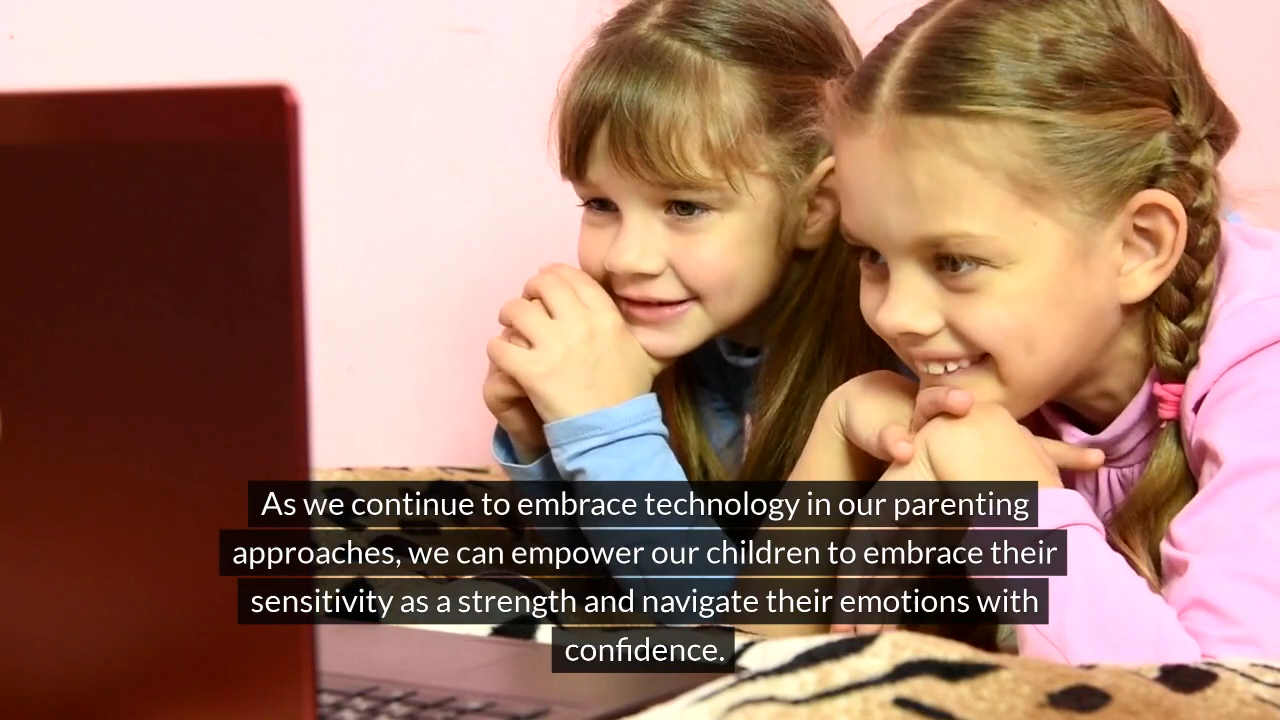 As we continue to embrace technology in our parenting
approaches, we can empower our children to embrace their
sensitivity as a strength and navigate their emotions with
confidence.